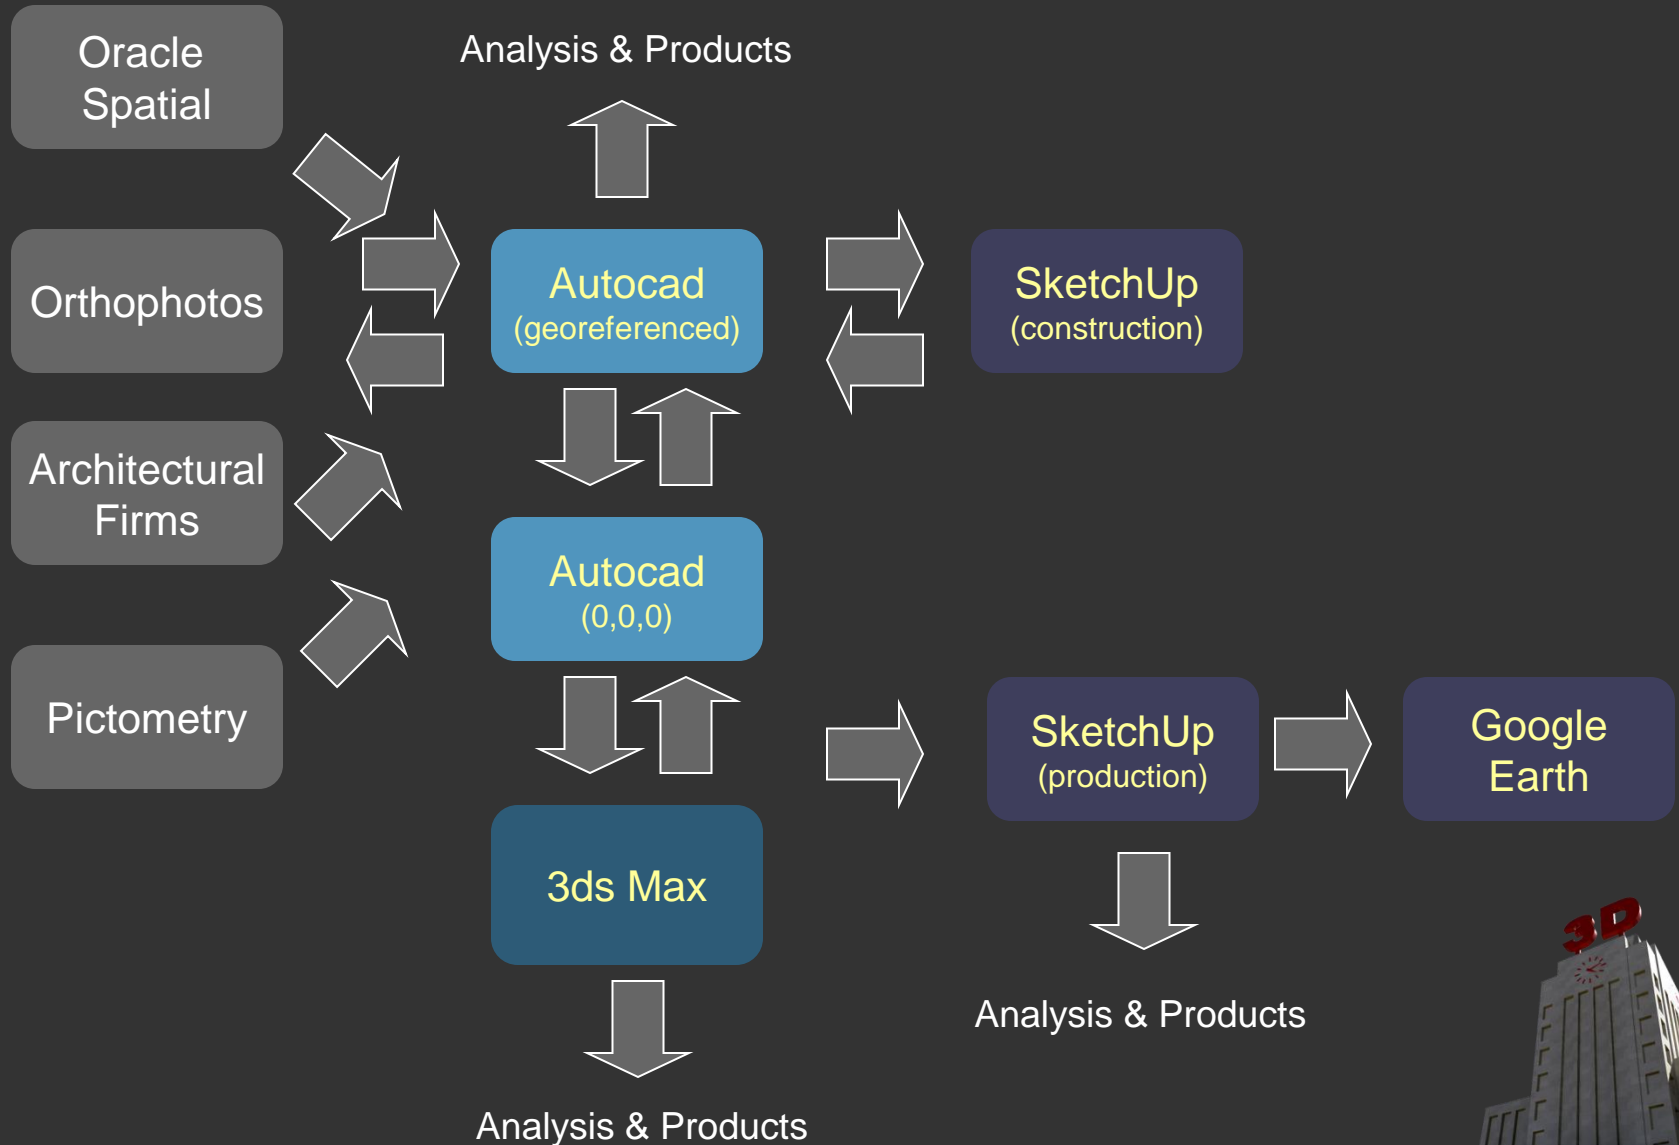 Oracle
Spatial
Analysis & Products
Orthophotos
Autocad
(georeferenced)
SketchUp
(construction)
Architectural
Firms
Autocad
(0,0,0)
Pictometry
SketchUp
(production)
Google
Earth
3ds Max
Analysis & Products
Analysis & Products
3D